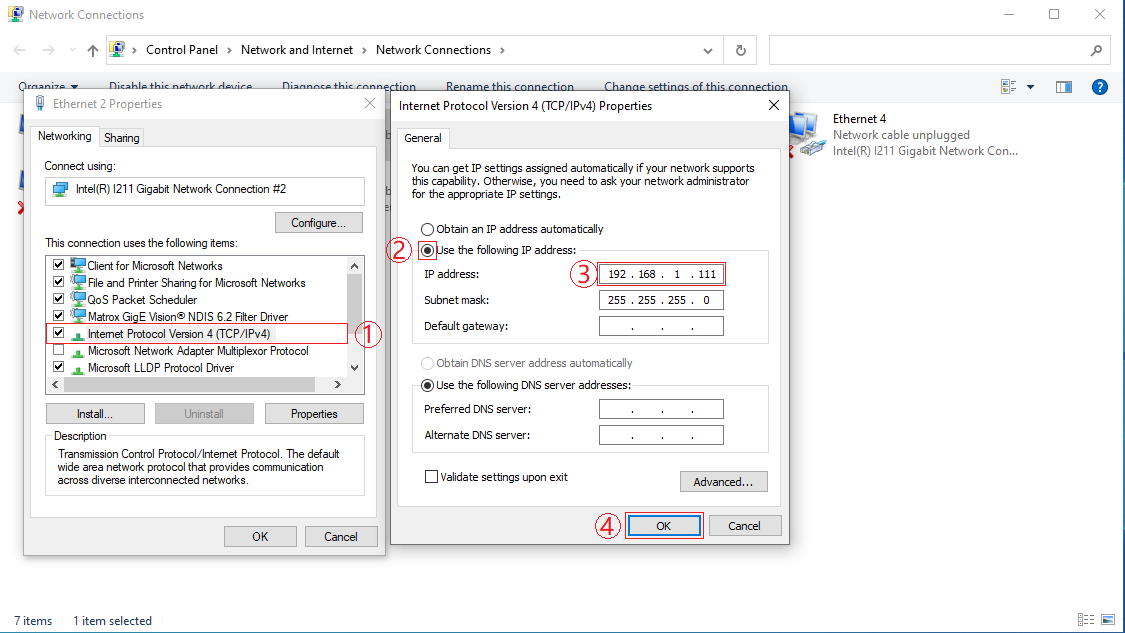 Network Connections
Control Panel > Network and Internet > Network Connections >
Organize
Disable this network device
Diagnose this connection
Rename this connection
Change settings of this connection
Ethernet 2 Properties
Networking
Sharing
Connect using:
Intel(R) I211 Gigabit Network Connection #2
Configure...
This connection uses the following items:
Client for Microsoft Networks
File and Printer Sharing for Microsoft Networks
QoS Packet Scheduler
Matrox GigE Vision® NDIS 6.2 Filter Driver
Internet Protocol Version 4 (TCP/IPv4)
1
Microsoft Network Adapter Multiplexor Protocol
Microsoft LLDP Protocol Driver
Install...
Uninstall
Properties
Description
Transmission Control Protocol/Internet Protocol. The default
wide area network protocol that provides communication
across diverse interconnected networks.
OK
Cancel
Internet Protocol Version 4 (TCP/IPv4) Properties
General
You can get IP settings assigned automatically if your network supports
this capability. Otherwise, you need to ask your network administrator
for the appropriate IP settings.
Obtain an IP address automatically
2
Use the following IP address:
IP address:
3
192 . 168 . 1 . 111
Subnet mask:
255 . 255 . 255 . 0
Default gateway:
. . .
Obtain DNS server address automatically
Use the following DNS server addresses:
Preferred DNS server:
. . .
Alternate DNS server:
. . .
Validate settings upon exit
Advanced...
4
OK
Cancel
Ethernet 4
Network cable unplugged
Intel(R) I211 Gigabit Network Con...
7 items
1 item selected